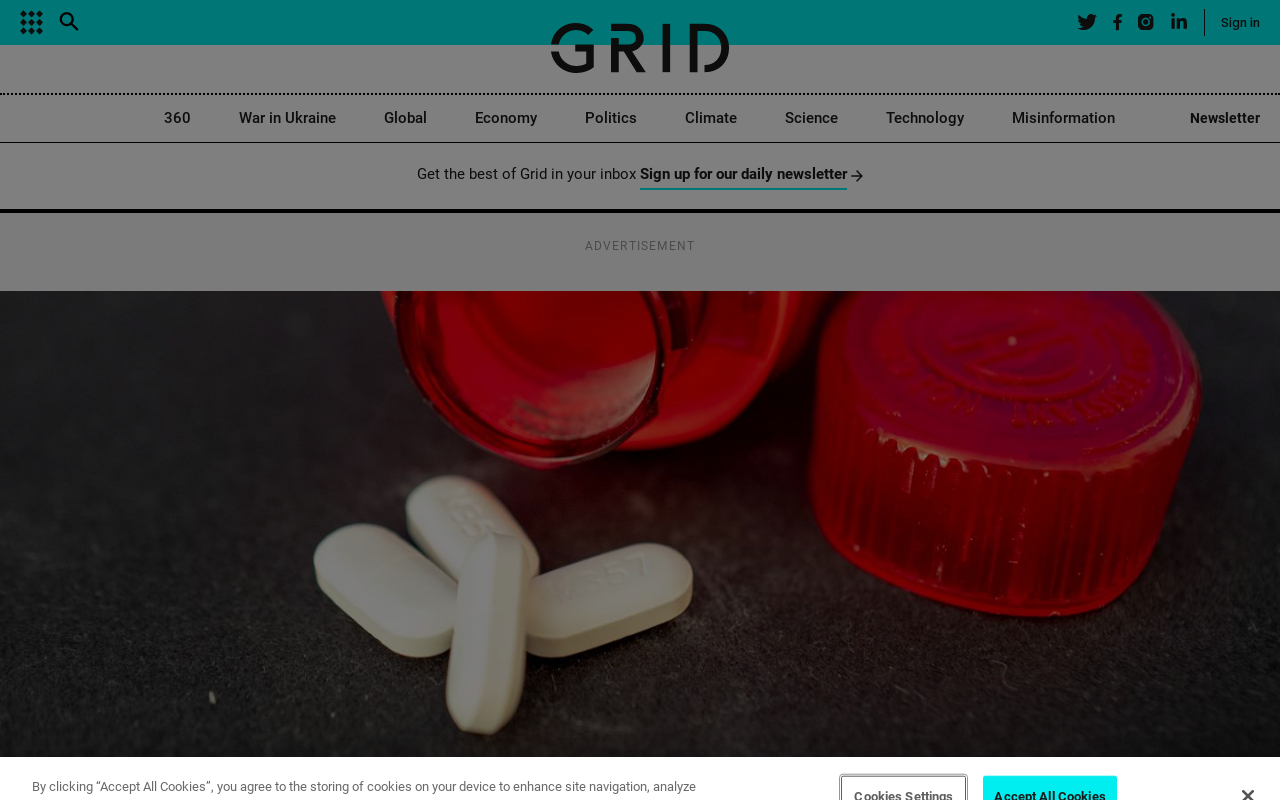 Sign in
GRID
360 War in Ukraine Global Economy Politics Climate Science Technology Misinformation Newsletter
Get the best of Grid in your inbox Sign up for our daily newsletter
ADVERTISEMENT
By clicking “Accept All Cookies”, you agree to the storing of cookies on your device to enhance site navigation, analyze
Cookies Settings
Accept All Cookies